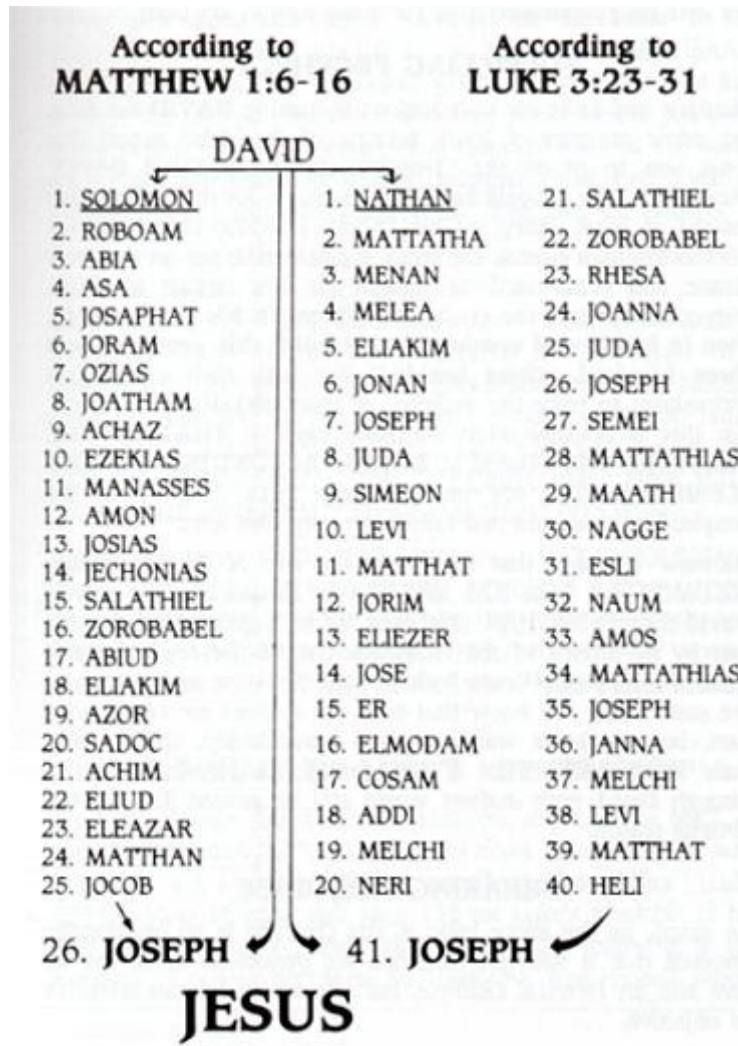 According to
MATTHEW 1:6-16
According to
LUKE 3:23-31
DAVID
1. SOLOMON
2. ROBOAM
3. ABIA
4. ASA
5. JOSAPHAT
6. JORAM
7. OZIAS
8. JOATHAM
9. ACHAZ
10. EZEKIAS
11. MANASSES
12. AMON
13. JOSIAS
14. JECHONIAS
15. SALATHIEL
16. ZOROBABEL
17. ABIUD
18. ELIAKIM
19. AZOR
20. SADOC
21. ACHIM
22. ELIUD
23. ELEAZAR
24. MATTHAN
25. JOCOB
26. JOSEPH
1. NATHAN
2. MATTATHA
3. MENAN
4. MELEA
5. ELIAKIM
6. JONAN
7. JOSEPH
8. JUDA
9. SIMEON
10. LEVI
11. MATTHAT
12. JORIM
13. ELIEZER
14. JOSE
15. ER
16. ELMODAM
17 COSAM
18. ADDI
19. MELCHI
20. NERI
21. SALATHIEL
22. ZOROBABEL
23. RHESA
24. JOANNA
25. JUDA
26. JOSEPH
27. SEMEI
28. MATTATHIAS
29. MAATH
30. NAGGE
31. ESLI
32. NAUM
33. AMOS
34. MATTATHIAS
35. JOSEPH
36. JANNA
37. MELCHI
38. LEVI
39. MATTHAT
40. HELI
41. JOSEPH
JESUS